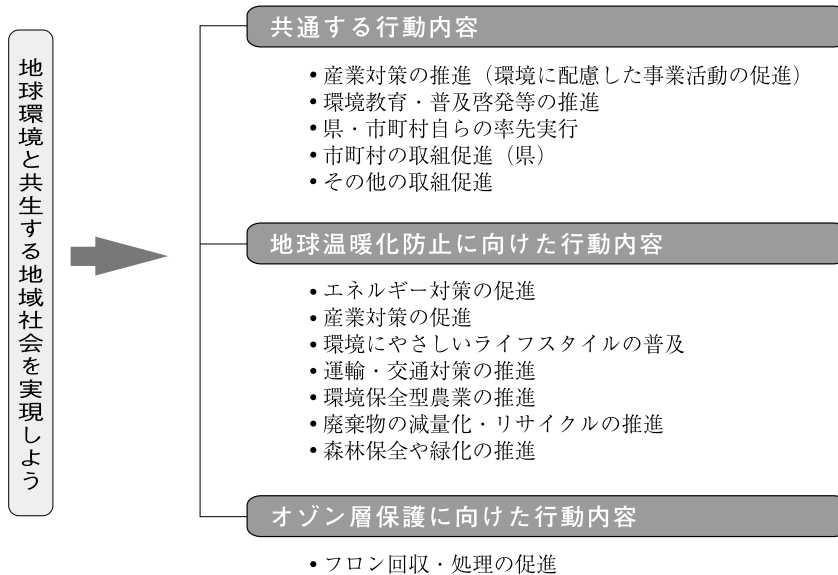 地球環境と共生する地域社会を実現しよう
共通する行動内容
• 産業対策の推進（環境に配慮した事業活動の促進）
• 環境教育・普及啓発等の推進
• 県・市町村自らの率先実行
• 市町村の取組促進（県）
• その他の取組促進
地球温暖化防止に向けた行動内容
• エネルギー対策の促進
• 産業対策の促進
• 環境にやさしいライフスタイルの普及
• 運輸・交通対策の推進
• 環境保全型農業の推進
• 廃棄物の減量化・リサイクルの推進
• 森林保全や緑化の推進
オゾン層保護に向けた行動内容
• フロン回収・処理の促進